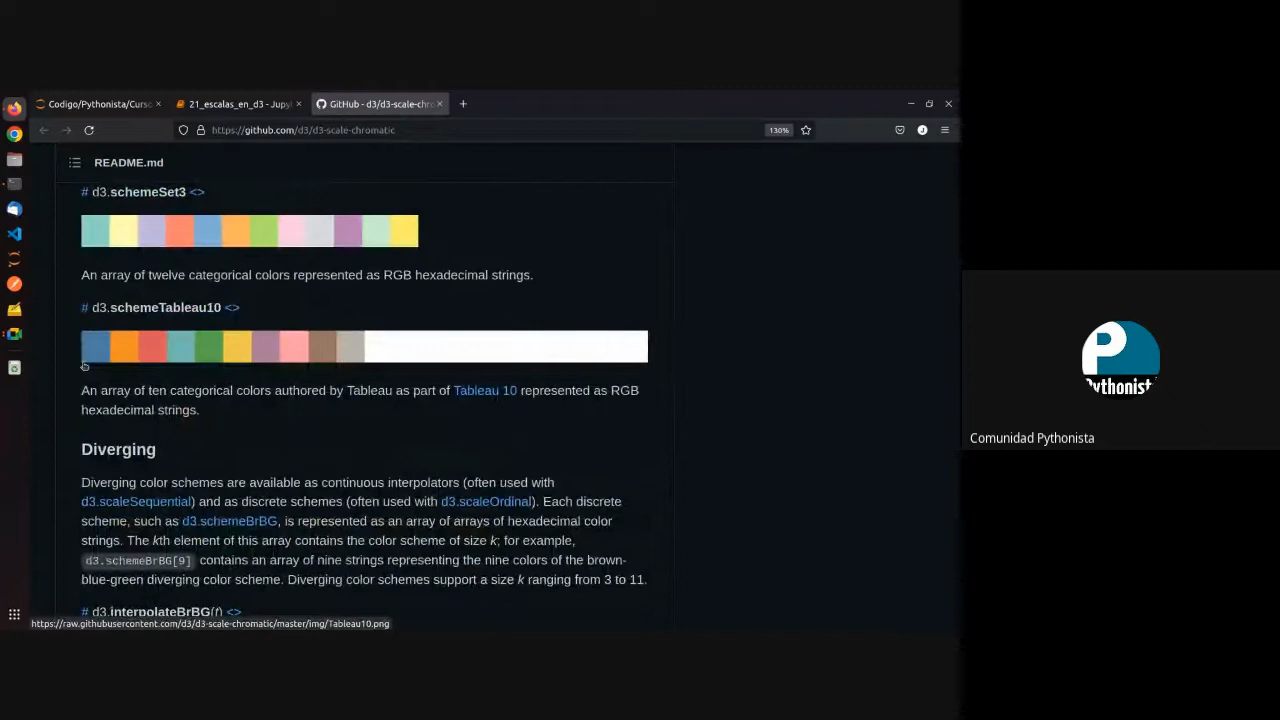 Codigo/Pythonista/Curso
21_escalas_en_d3 - Jupyt
GitHub - d3/d3-scale-chro
https://github.com/d3/d3-scale-chromatic
130%
README.md
# d3.schemeSet3 <>
An array of twelve categorical colors represented as RGB hexadecimal strings.
# d3.schemeTableau10 <>
An array of ten categorical colors authored by Tableau as part of Tableau 10 represented as RGB
hexadecimal strings.
Diverging
Diverging color schemes are available as continuous interpolators (often used with
d3.scaleSequential) and as discrete schemes (often used with d3.scaleOrdinal). Each discrete
scheme, such as d3.schemeBrBG, is represented as an array of arrays of hexadecimal color
strings. The kth element of this array contains the color scheme of size k; for example,
d3.schemeBrBG[9] contains an array of nine strings representing the nine colors of the brown-
blue-green diverging color scheme. Diverging color schemes support a size k ranging from 3 to 11.
# d3.interpolateBrBG(t) <>
https://raw.githubusercontent.com/d3/d3-scale-chromatic/master/img/Tableau10.png
Pythonist
Comunidad Pythonista